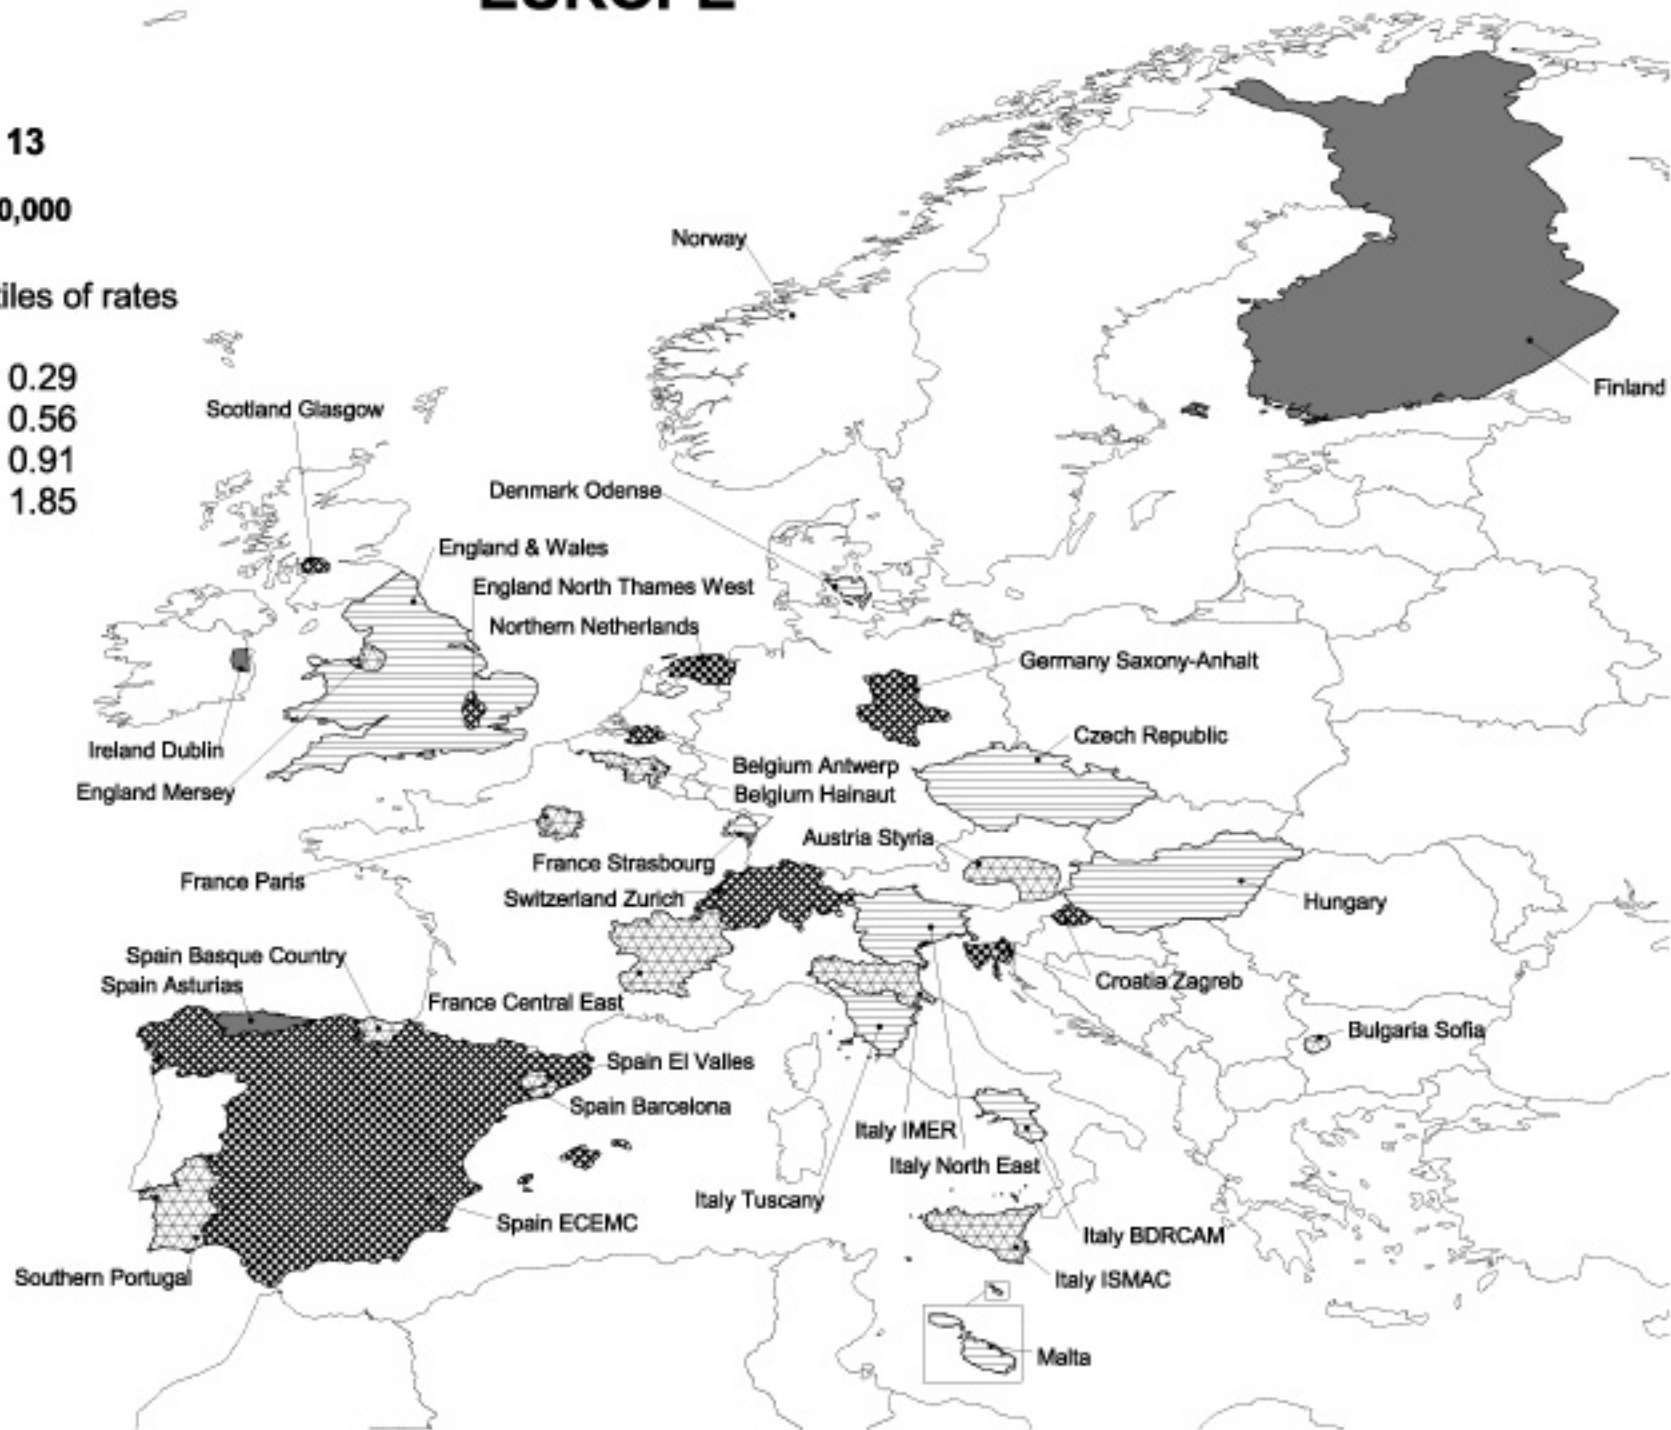 13
0,000
tiles of rates
0.29
0.56
0.91
1.85
Norway
Finland
Scotland Glasgow
Denmark Odense
England & Wales
England North Thames West
Northern Netherlands
Germany Saxony-Anhalt
Czech Republic
Ireland Dublin
England Mersey
Belgium Antwerp
Belgium Hainaut
Austria Styria
France Strasbourg
France Paris
Switzerland Zurich
Hungary
Spain Basque Country
Spain Asturias
France Central East
Croatia Zagreb
Bulgaria Sofia
Spain El Valles
Spain Barcelona
Italy IMER
Italy North East
Italy Tuscany
Spain ECEMC
Italy BDRCAM
Southern Portugal
Italy ISMAC
Malta